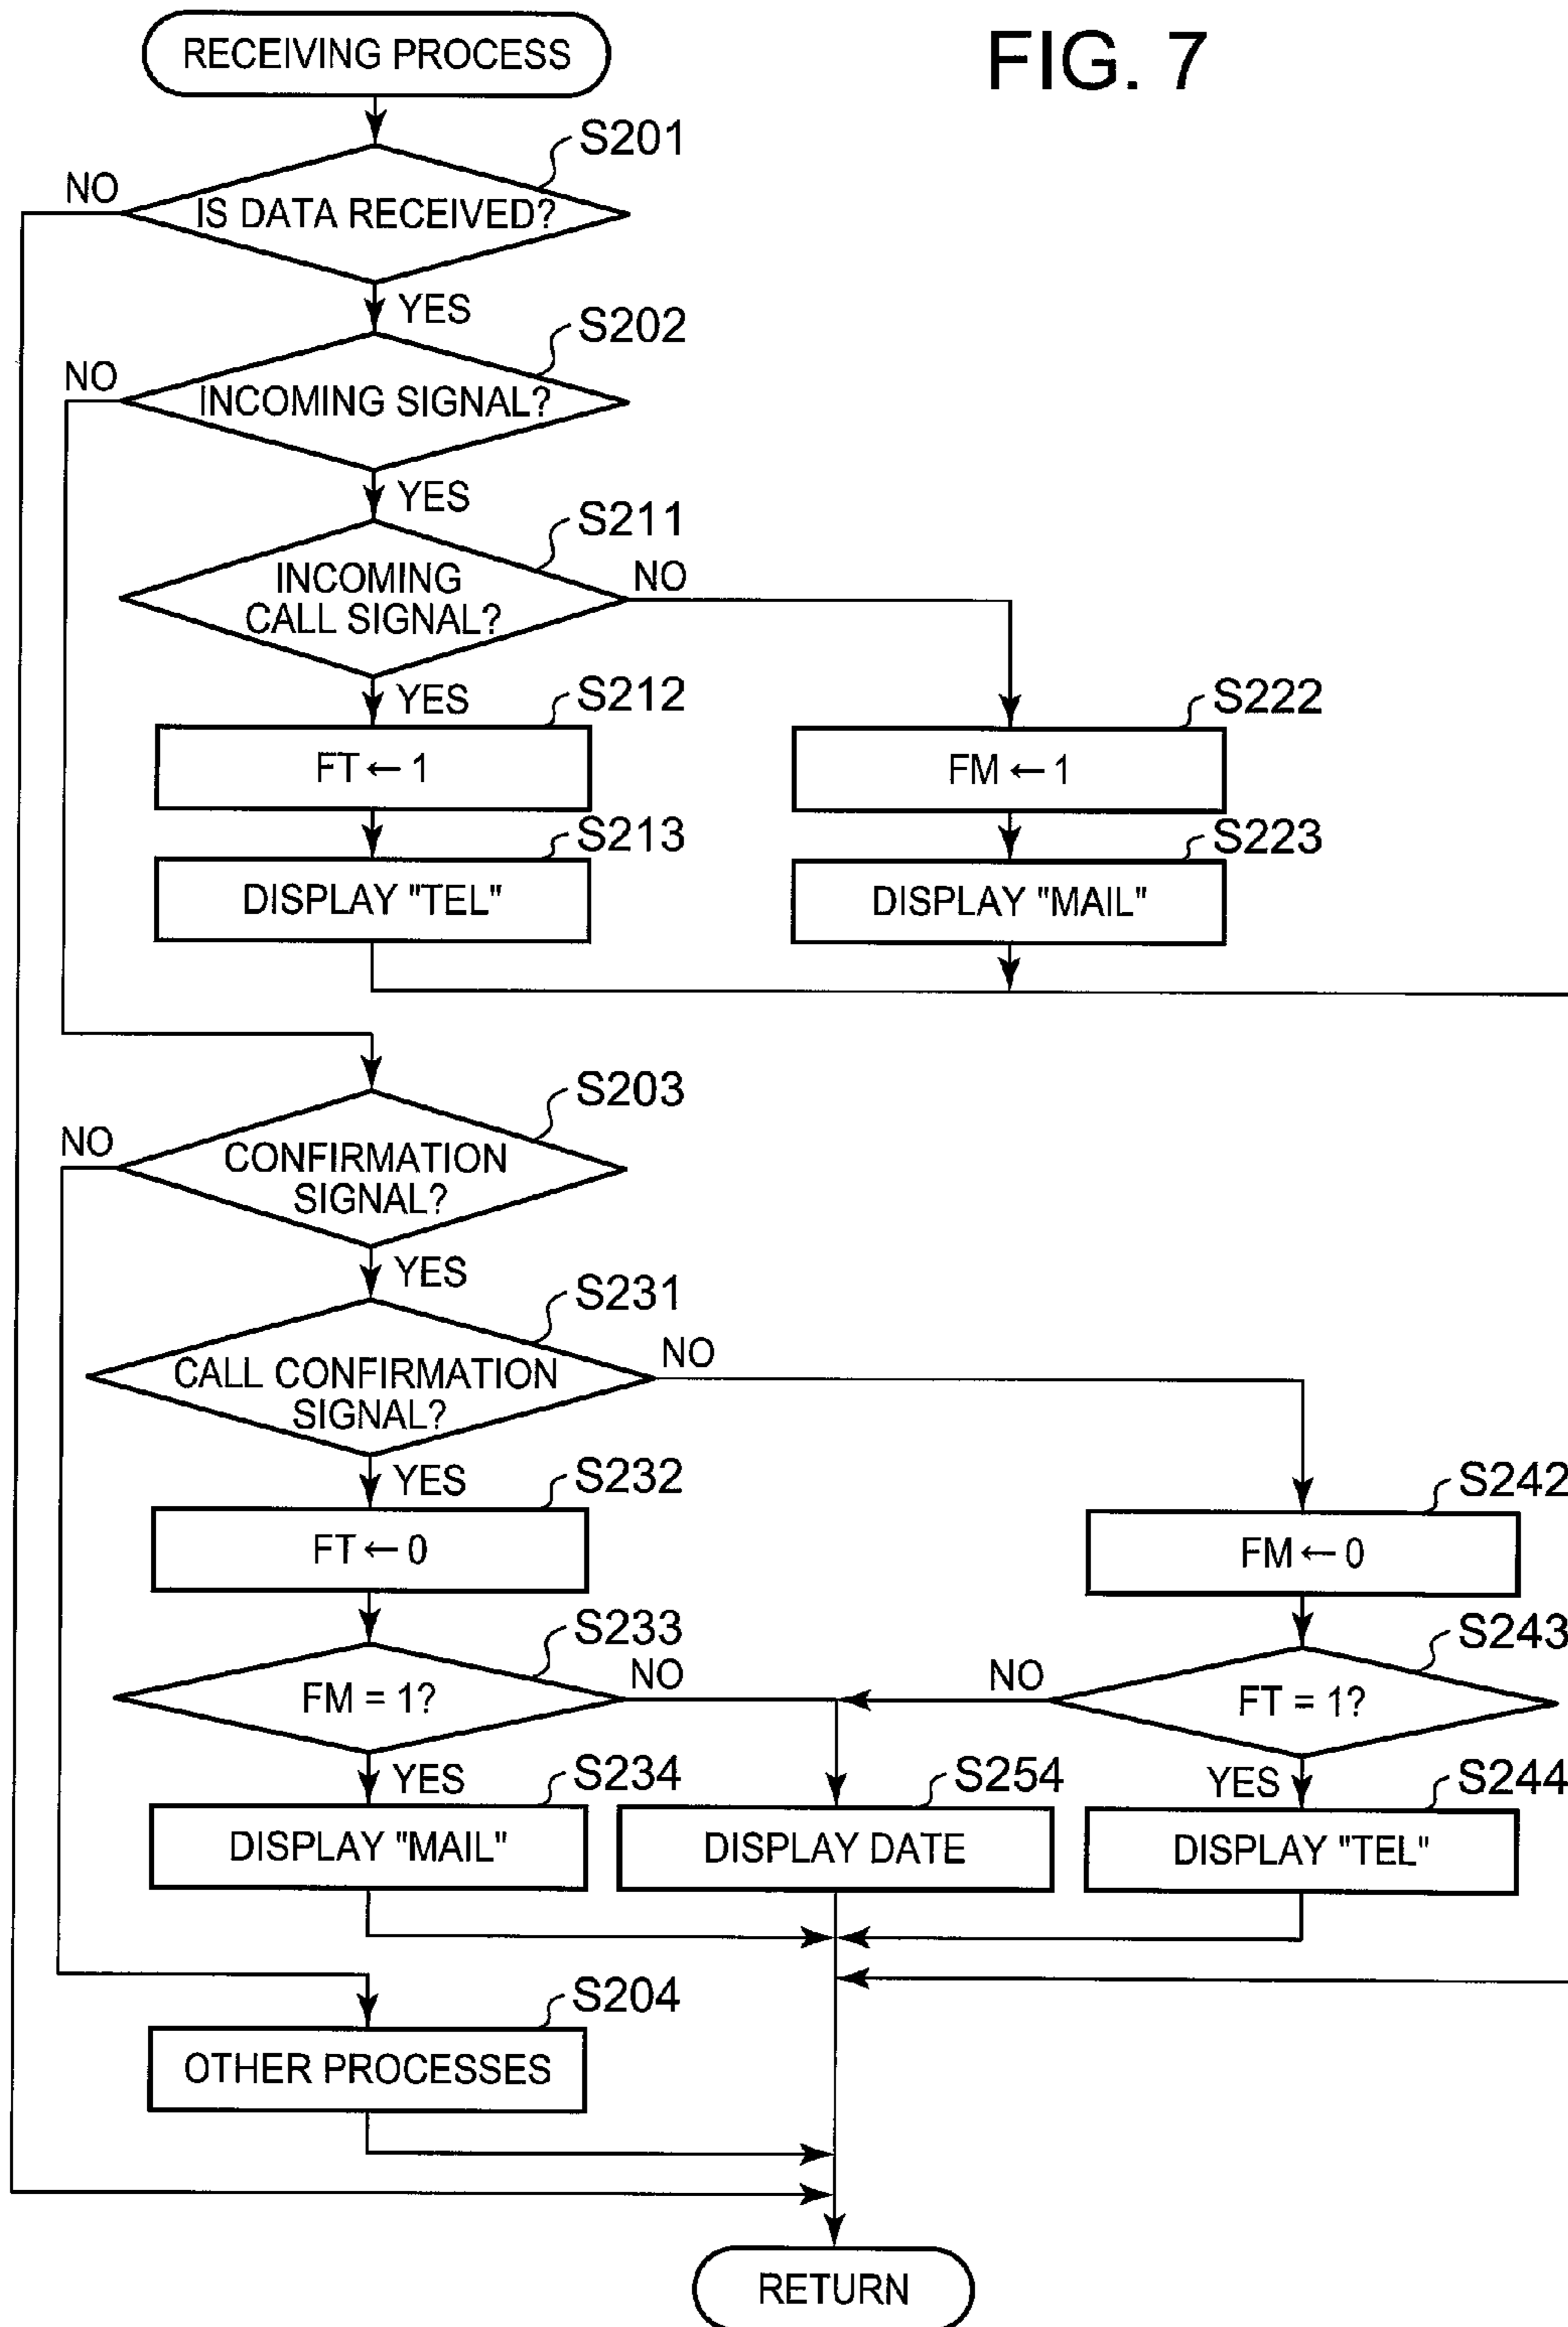 FIG. 7
RECEIVING PROCESS
S201
NO
IS DATA RECEIVED?
YES
S202
NO
INCOMING SIGNAL?
YES
S211
INCOMING
CALL SIGNAL?
NO
YES
S212
FT ← 1
S222
FM ← 1
S213
DISPLAY "TEL"
S223
DISPLAY "MAIL"
S203
NO
CONFIRMATION
SIGNAL?
YES
S231
CALL CONFIRMATION
SIGNAL?
NO
YES
S232
FT ← 0
S242
FM ← 0
S233
FM = 1?
NO
S243
NO
FT = 1?
YES
S234
DISPLAY "MAIL"
S254
DISPLAY DATE
YES
S244
DISPLAY "TEL"
S204
OTHER PROCESSES
RETURN